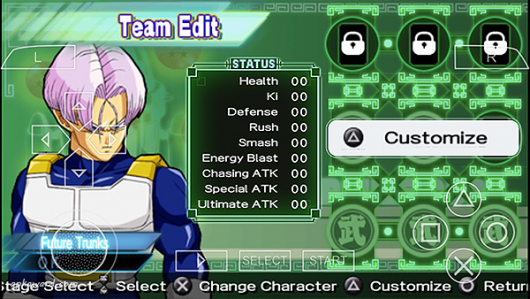 Team Edit
L
R
STATUS
Health 00
Ki 00
Defense 00
Rush 00
Smash 00
Energy Blast 00
Chasing ATK 00
Special ATK 00
Ultimate ATK 00
Customize
武
Future Trunks
SELECT
START
Stage Select Select Change Character Customize Retur